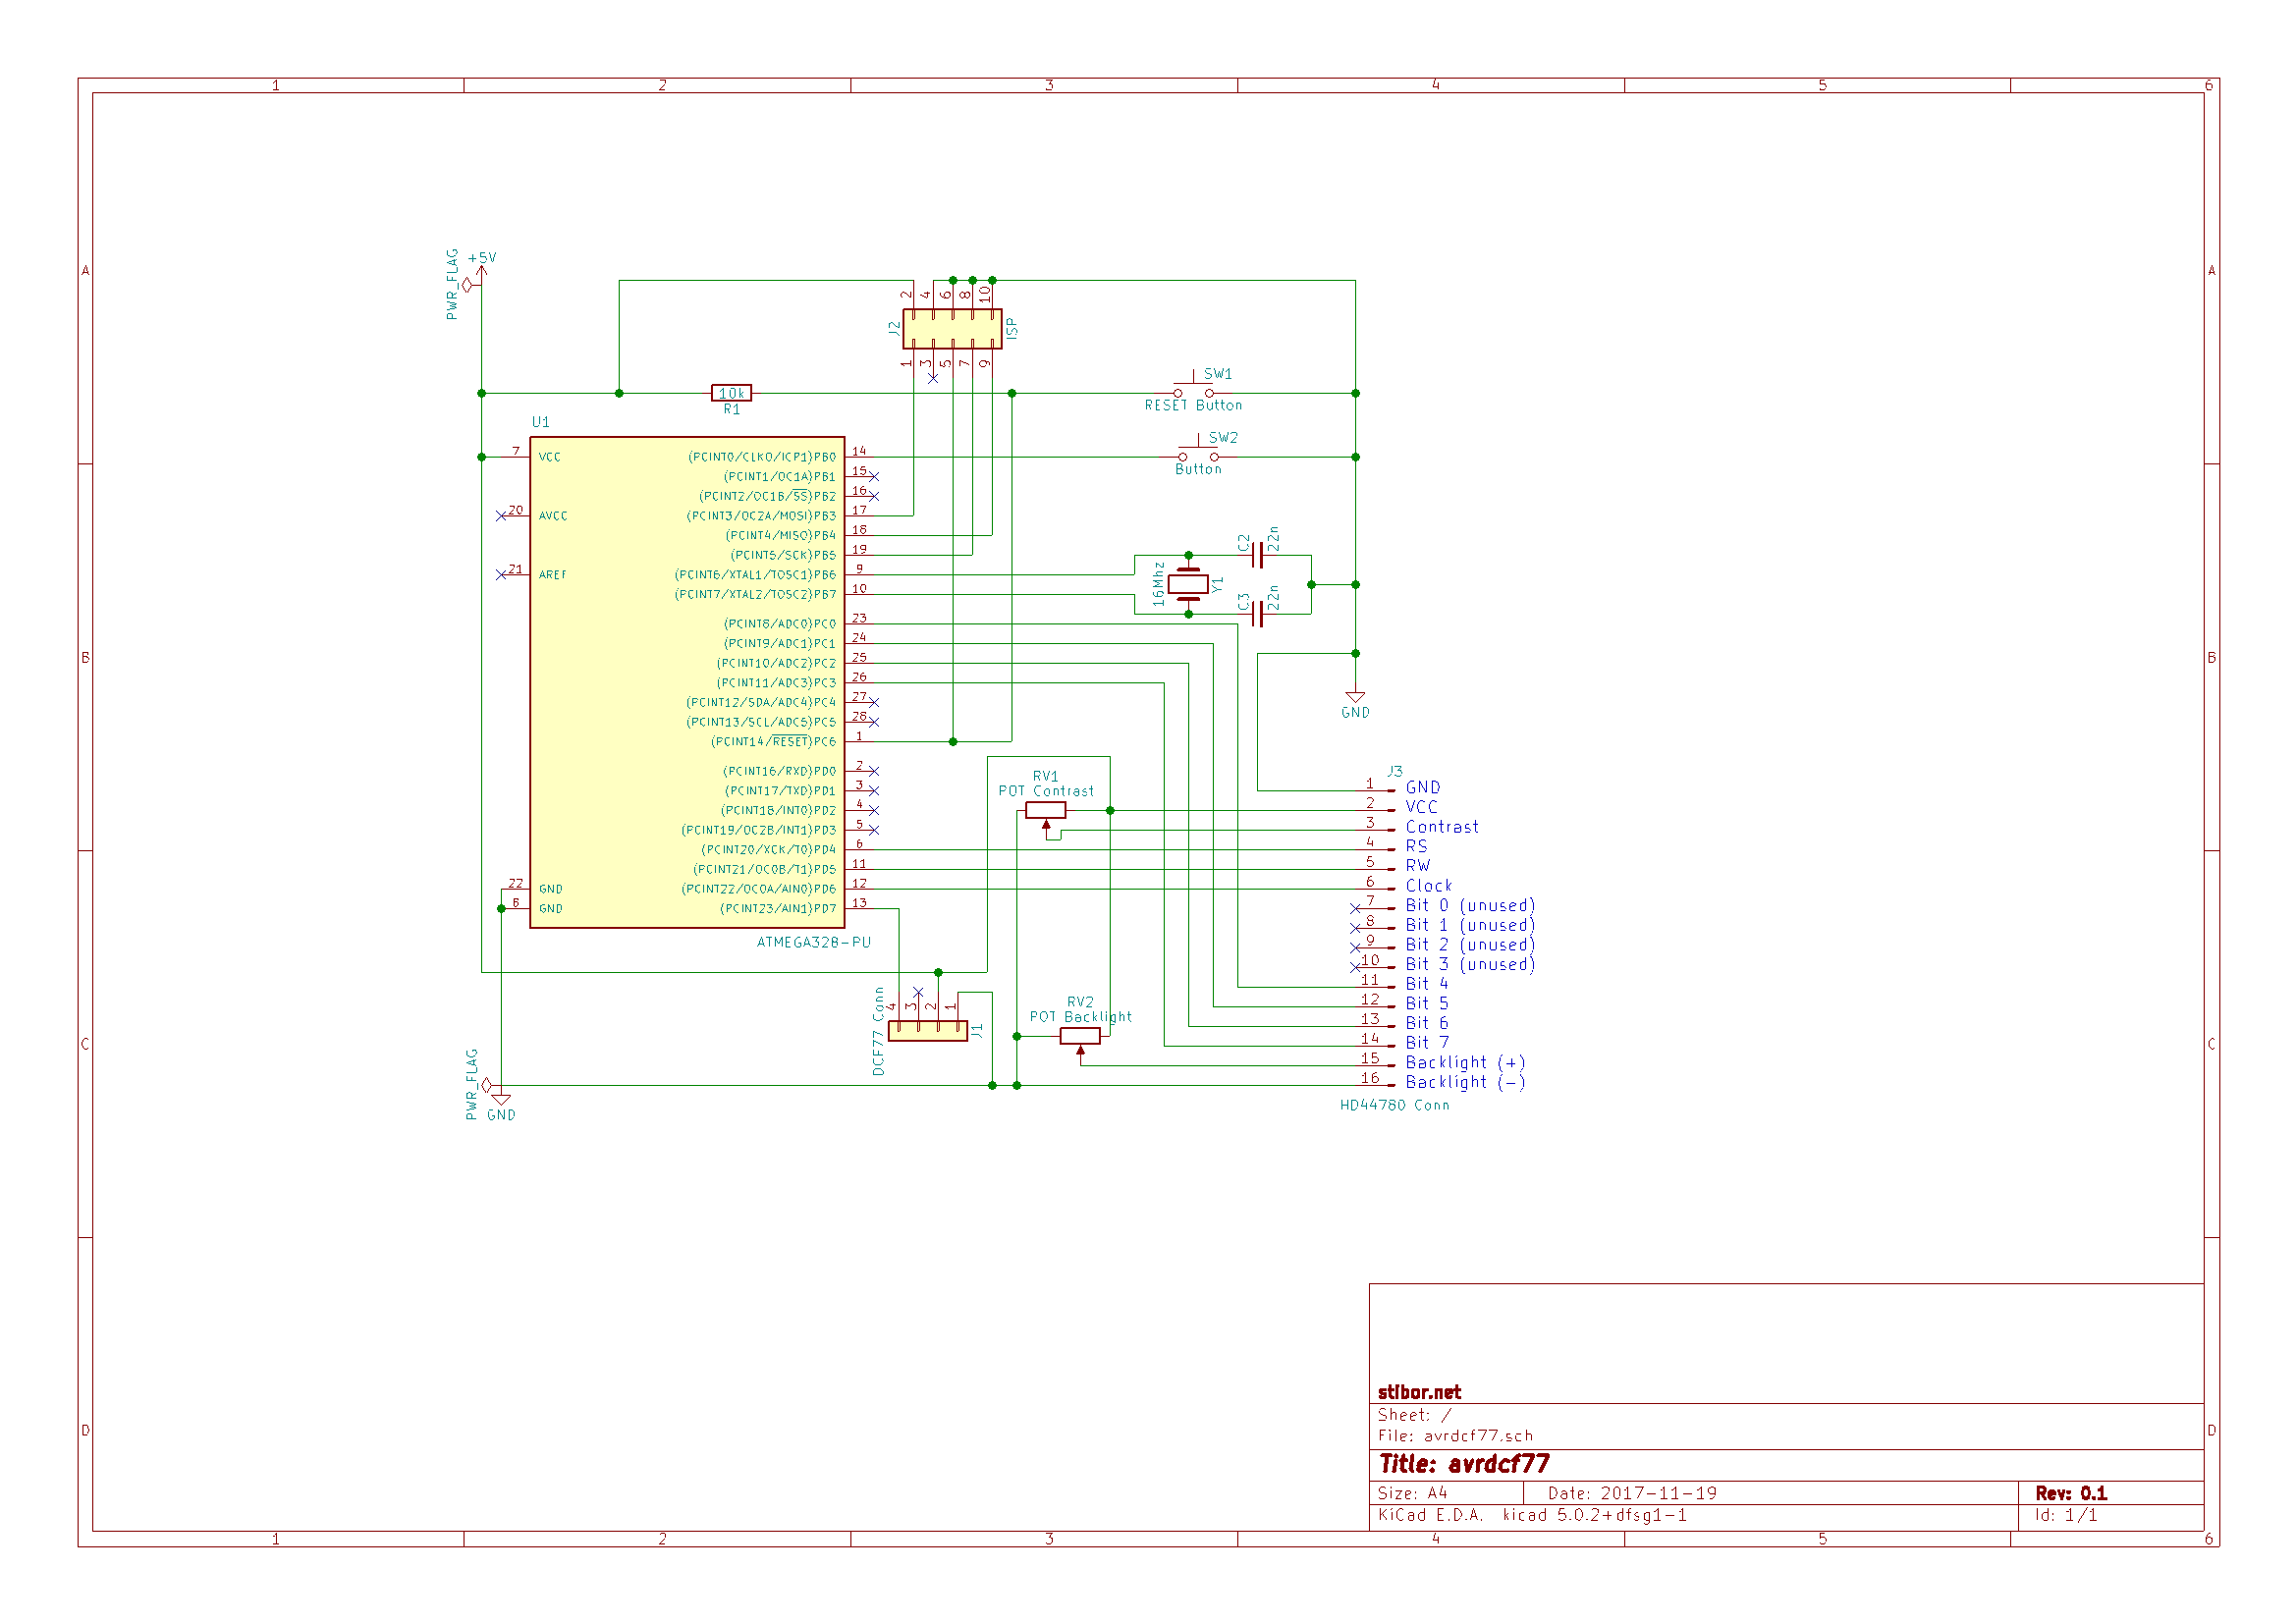 1 2 3 4 5 6
A A
+5V
PWR_FLAG
2 4 6 8 10
J2 ISP
1 3 5 7 9
10k
R1
SW1
RESET Button
SW2
Button
U1
7 VCC
20 AVCC
21 AREF
22 GND
8 GND
(PCINT0/CLKO/ICP1)PB0 14
(PCINT1/OC1A)PB1 15
(PCINT2/OC1B/SS)PB2 16
(PCINT3/OC2A/MOSI)PB3 17
(PCINT4/MISO)PB4 18
(PCINT5/SCK)PB5 19
(PCINT6/XTAL1/TOSC1)PB6 9
(PCINT7/XTAL2/TOSC2)PB7 10
(PCINT8/ADC0)PC0 23
(PCINT9/ADC1)PC1 24
(PCINT10/ADC2)PC2 25
(PCINT11/ADC3)PC3 26
(PCINT12/SDA/ADC4)PC4 27
(PCINT13/SCL/ADC5)PC5 28
(PCINT14/RESET)PC6 1
(PCINT16/RXD)PD0 2
(PCINT17/TXD)PD1 3
(PCINT18/INT0)PD2 4
(PCINT19/OC2B/INT1)PD3 5
(PCINT20/XCK/T0)PD4 6
(PCINT21/OC0B/T1)PD5 11
(PCINT22/OC0A/AIN0)PD6 12
(PCINT23/AIN1)PD7 13
ATMEGA328-PU
C2 22n
16Mhz Y1
C3 22n
GND
B B
RV1
POT Contrast
J3
1 GND
2 VCC
3 Contrast
4 RS
5 RW
6 Clock
7 Bit 0 (unused)
8 Bit 1 (unused)
9 Bit 2 (unused)
10 Bit 3 (unused)
11 Bit 4
12 Bit 5
13 Bit 6
14 Bit 7
15 Backlight (+)
16 Backlight (-)
HD44780 Conn
DCF77 Conn
4 3 2 1
J1
RV2
POT Backlight
PWR_FLAG
GND
C C
D D
stibor.net
Sheet: /
File: avrdcf77.sch
Title: avrdcf77
Size: A4 Date: 2017-11-19 Rev: 0.1
KiCad E.D.A. kicad 5.0.2+dfsg1-1 Id: 1/1
1 2 3 4 5 6